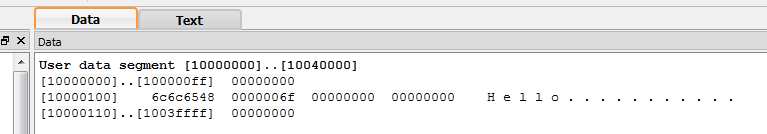 Data Text
Data
User data segment [10000000]..[10040000]
[10000000]..[100000ff] 00000000
[10000100] 6c6c6548 0000006f 00000000 00000000 H e l l o . . . . . . . . . . .
[10000110]..[1003ffff] 00000000